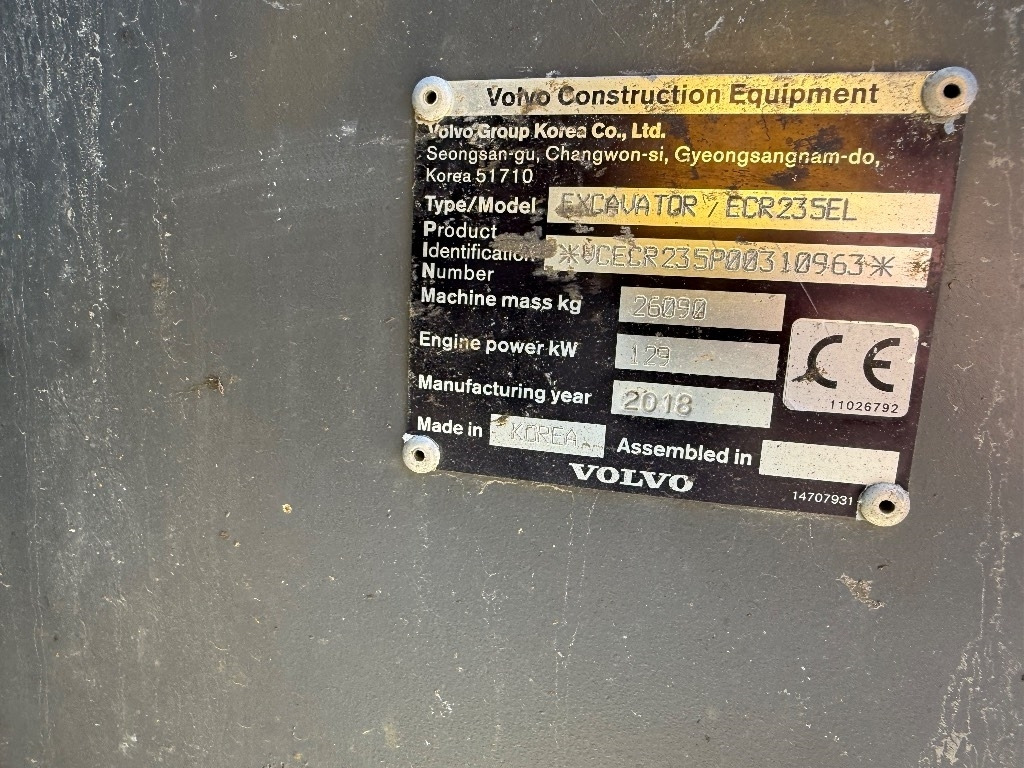 Volvo Construction Equipment
Volvo Group Korea Co., Ltd.
Seongsan-gu, Changwon-si, Gyeongsangnam-do,
Korea 51710
Type/Model EXCAVATOR / ECR235EL
Product
Identification *VCECR235P00310963*
Number
Machine mass kg 26090
Engine power kW 129
Manufacturing year 2018
CE
11026792
Made in KOREA Assembled in
VOLVO
14707931